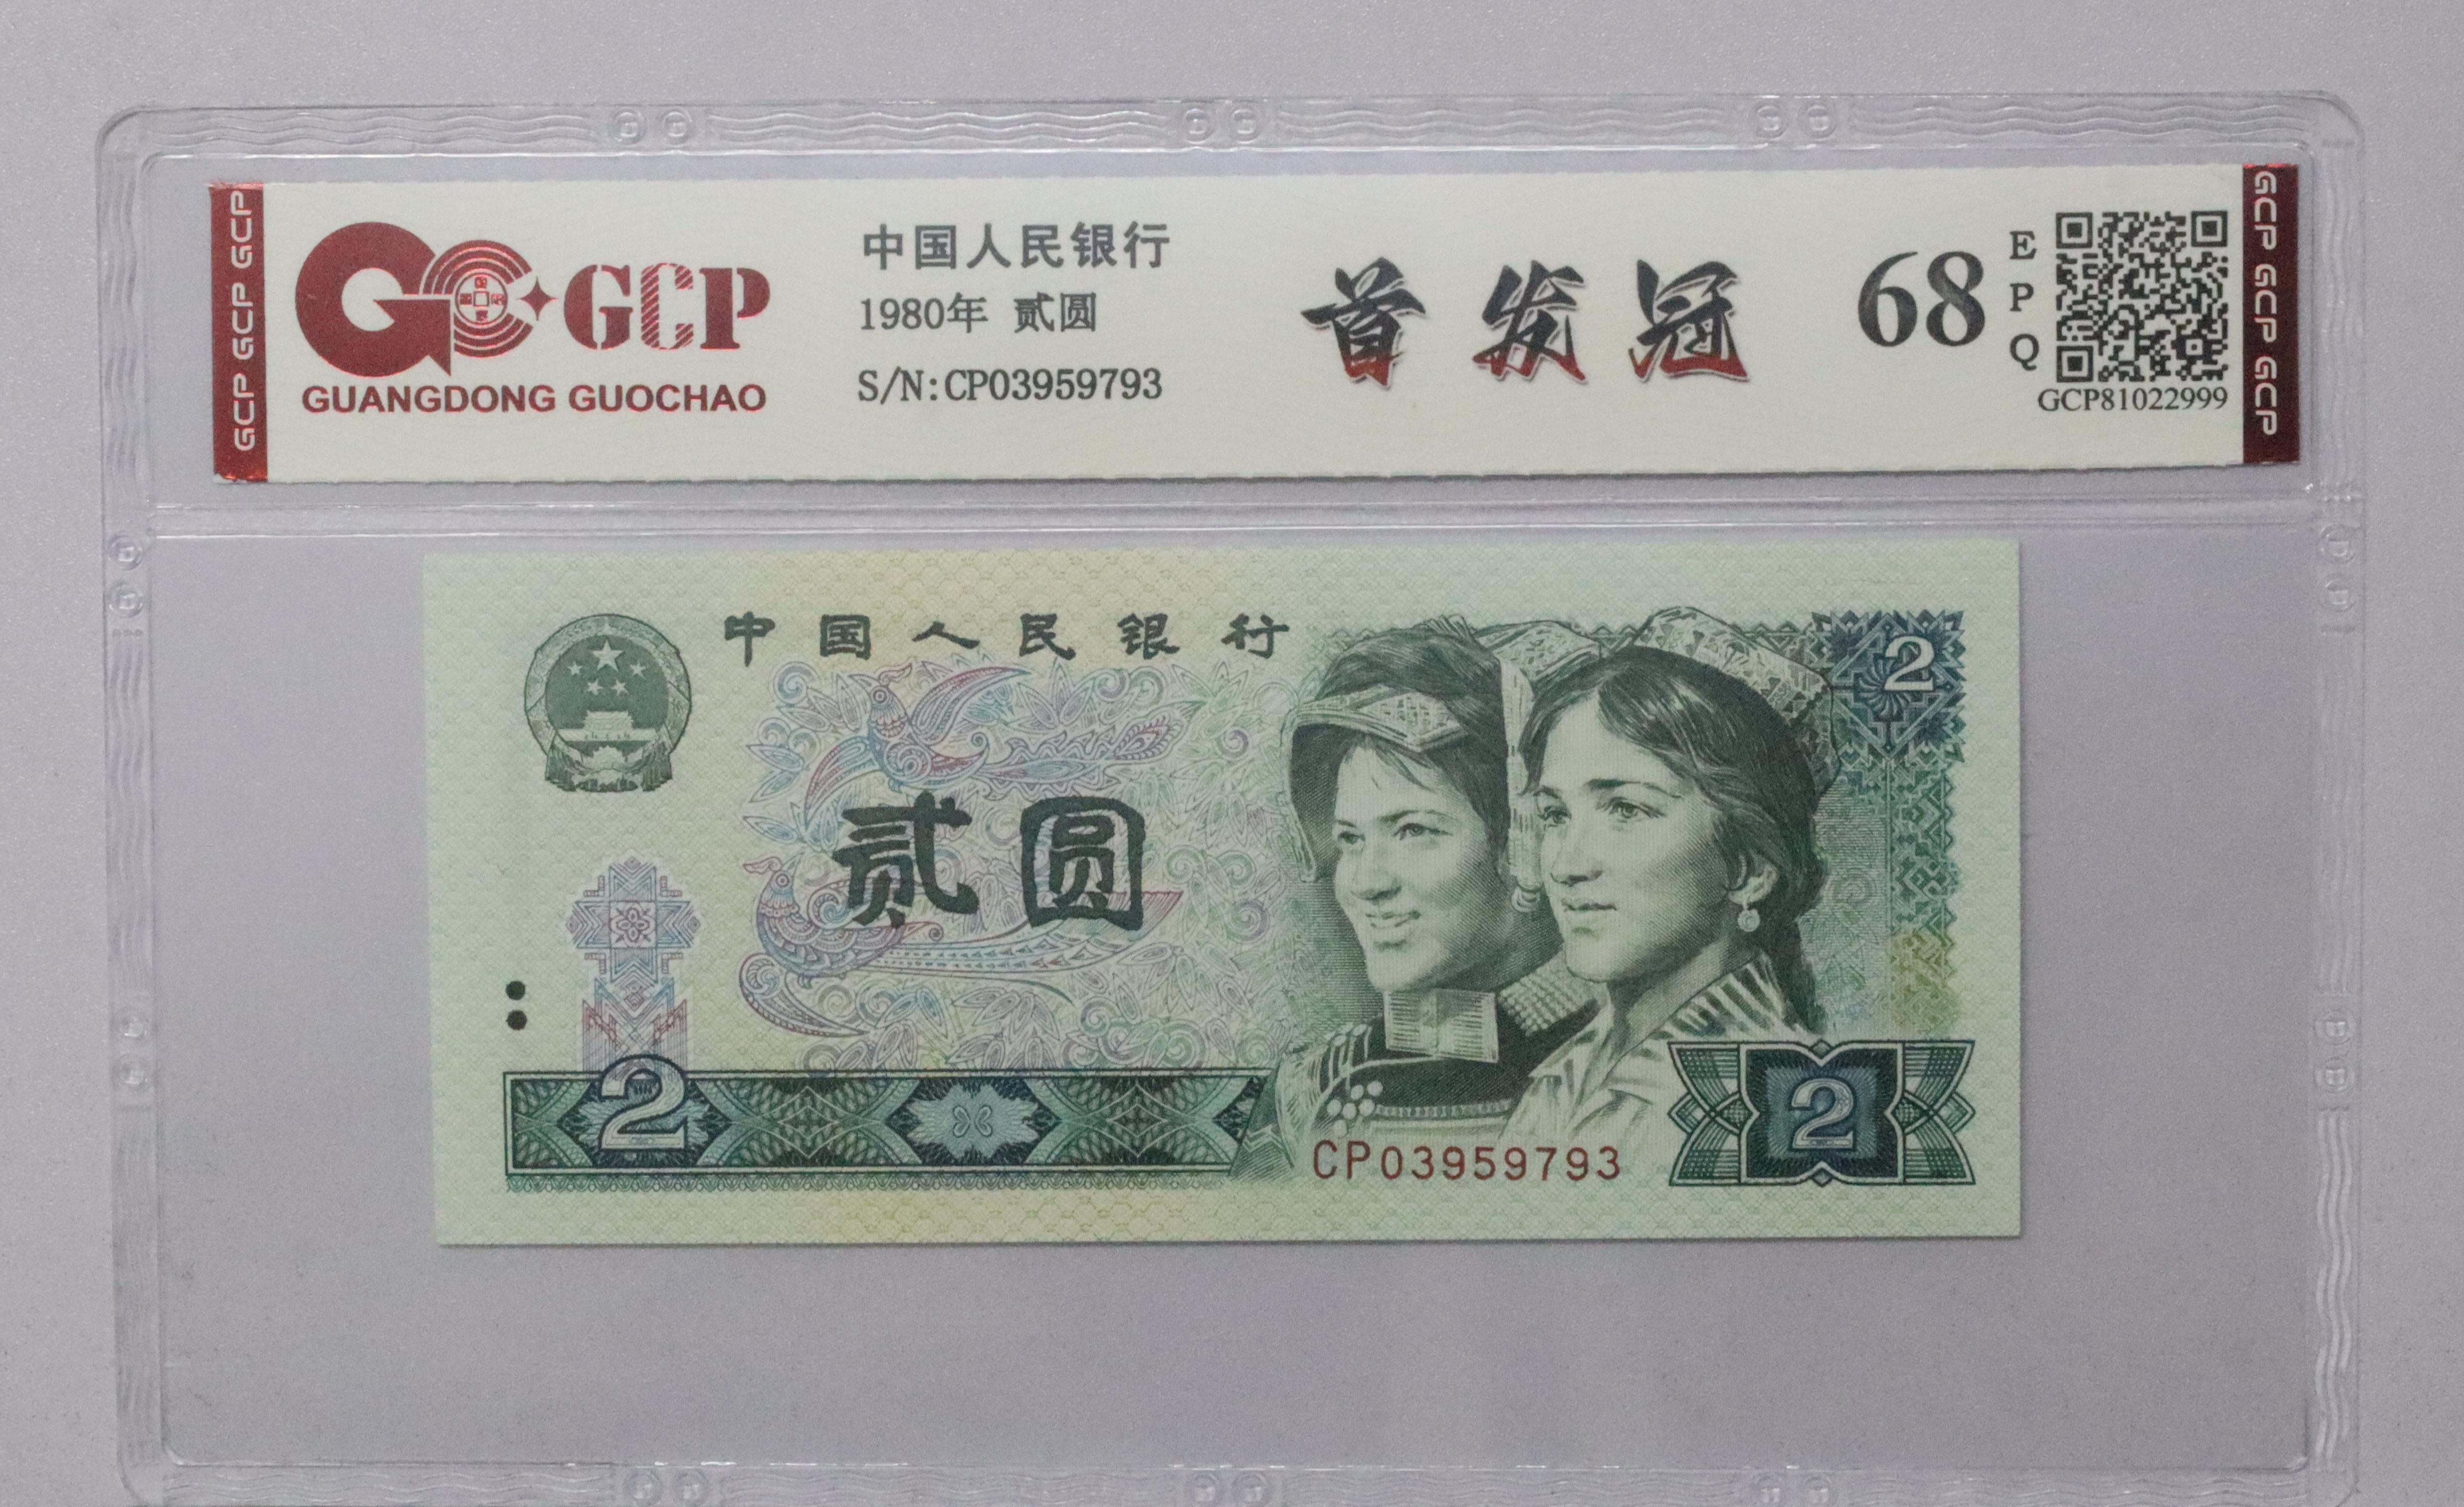 GCP GCP GCP
GCP
GUANGDONG GUOCHAO
中国人民银行
1980年 贰圆
S/N:CP03959793
首发冠
68
E
P
Q
GCP81022999
GCP GCP GCP
中国人民银行
2
贰圆
2
CP03959793
2